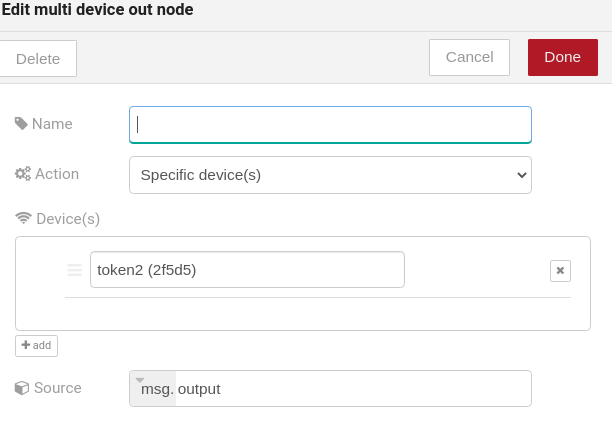 Edit multi device out node
Delete
Cancel
Done
Name
Action
Specific device(s)
Device(s)
token2 (2f5d5)
add
Source
msg. output